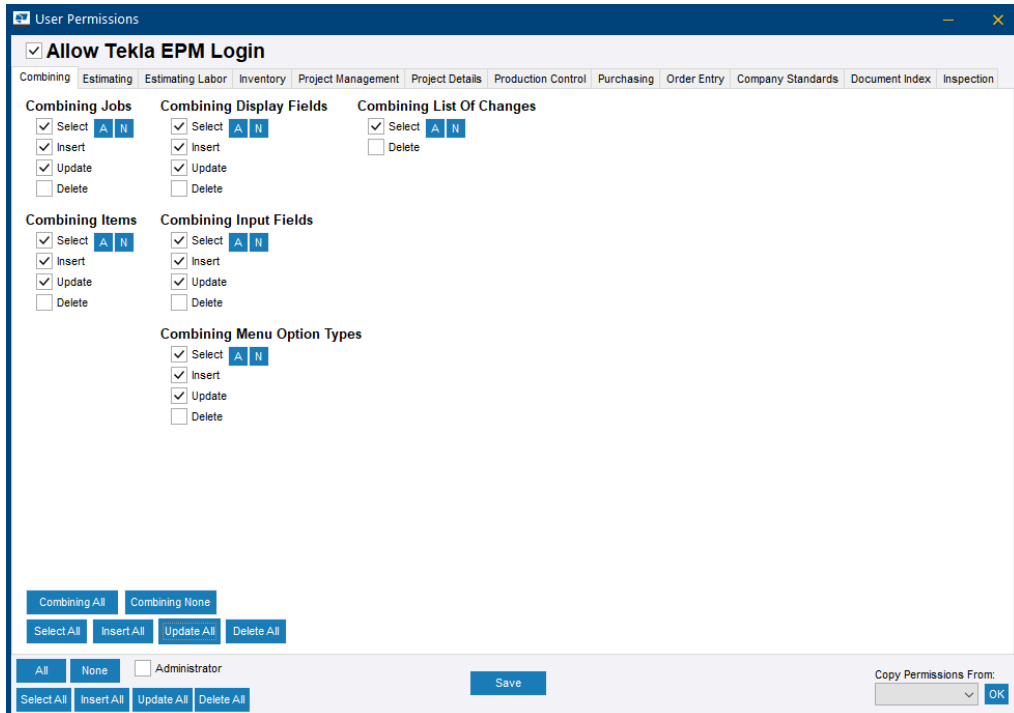 User Permissions
Allow Tekla EPM Login
Combining Estimating Estimating Labor Inventory Project Management Project Details Production Control Purchasing Order Entry Company Standards Document Index Inspection
Combining Jobs Combining Display Fields Combining List Of Changes
Select A N Select A N Select A N
Insert Insert Delete
Update Update
Delete Delete
Combining Items Combining Input Fields
Select A N Select A N
Insert Insert
Update Update
Delete Delete
Combining Menu Option Types
Select A N
Insert
Update
Delete
Combining All Combining None
Select All Insert All Update All Delete All
All None Administrator
Save
Copy Permissions From:
Select All Insert All Update All Delete All
OK